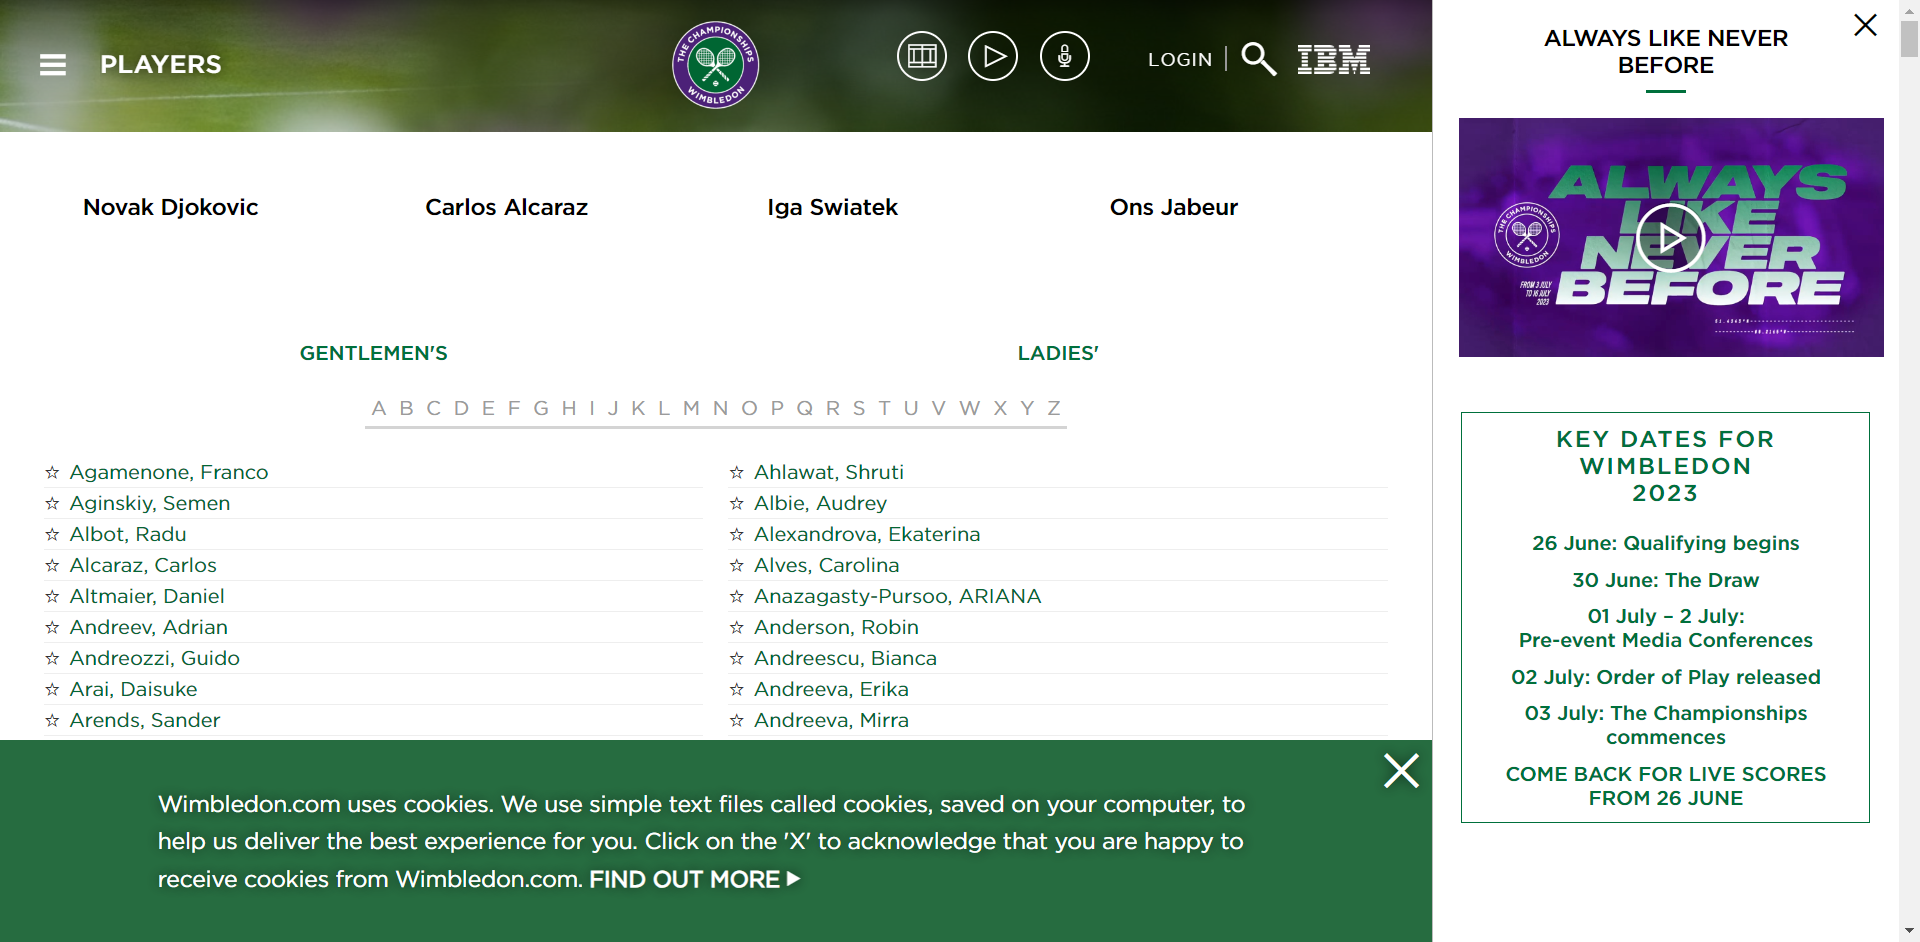 PLAYERS
THE CHAMPIONSHIPS
WIMBLEDON
LOGIN
IBM
Novak Djokovic
Carlos Alcaraz
Iga Swiatek
Ons Jabeur
GENTLEMEN'S
LADIES'
A B C D E F G H I J K L M N O P Q R S T U V W X Y Z
Agamenone, Franco
Aginskiy, Semen
Albot, Radu
Alcaraz, Carlos
Altmaier, Daniel
Andreev, Adrian
Andreozzi, Guido
Arai, Daisuke
Arends, Sander
Ahlawat, Shruti
Albie, Audrey
Alexandrova, Ekaterina
Alves, Carolina
Anazagasty-Pursoo, ARIANA
Anderson, Robin
Andreescu, Bianca
Andreeva, Erika
Andreeva, Mirra
Wimbledon.com uses cookies. We use simple text files called cookies, saved on your computer, to
help us deliver the best experience for you. Click on the 'X' to acknowledge that you are happy to
receive cookies from Wimbledon.com. FIND OUT MORE
ALWAYS LIKE NEVER
BEFORE
THE CHAMPIONSHIPS
WIMBLEDON
FROM 3 JULY
TO 16 JULY
2023
ALWAYS
LIKE
NEVER
BEFORE
KEY DATES FOR
WIMBLEDON
2023
26 June: Qualifying begins
30 June: The Draw
01 July – 2 July:
Pre-event Media Conferences
02 July: Order of Play released
03 July: The Championships
commences
COME BACK FOR LIVE SCORES
FROM 26 JUNE